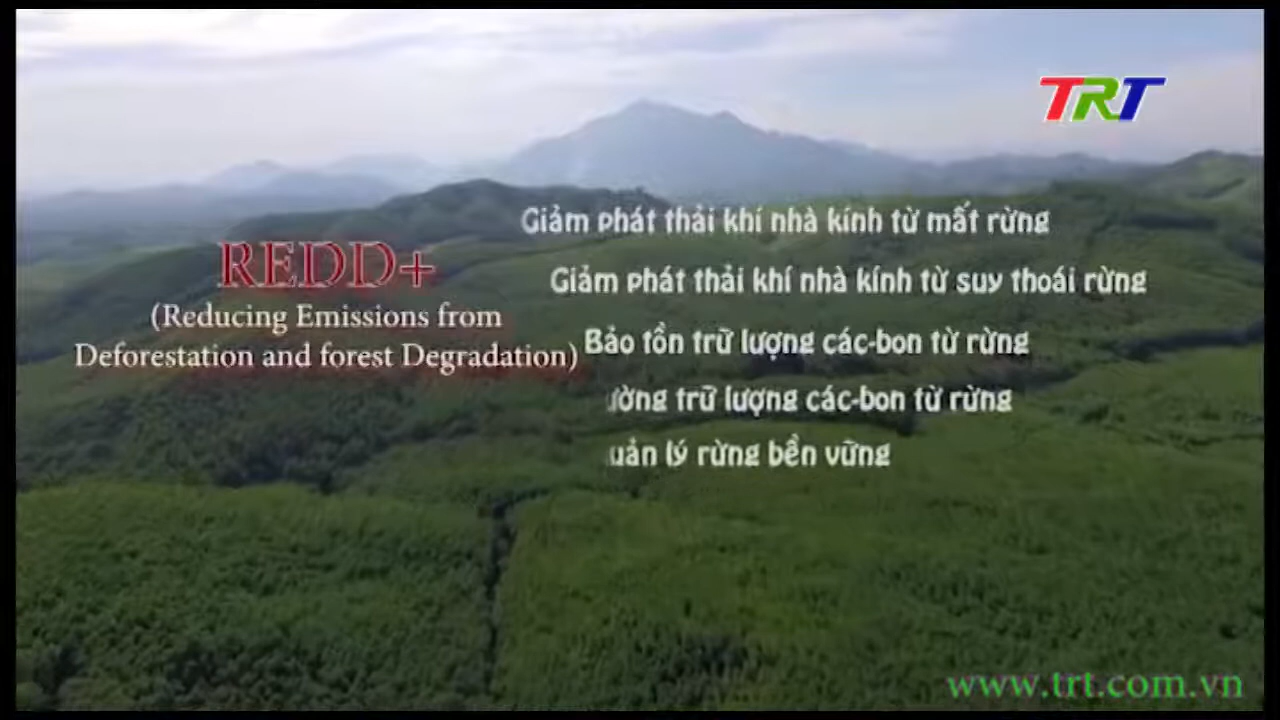 TRT
REDD+
(Reducing Emissions from
Deforestation and forest Degradation)
Giảm phát thải khí nhà kính từ mất rừng
Giảm phát thải khí nhà kính từ suy thoái rừng
Bảo tồn trữ lượng các-bon từ rừng
trữ lượng các-bon từ rừng
lý rừng bền vững
www.trt.com.vn